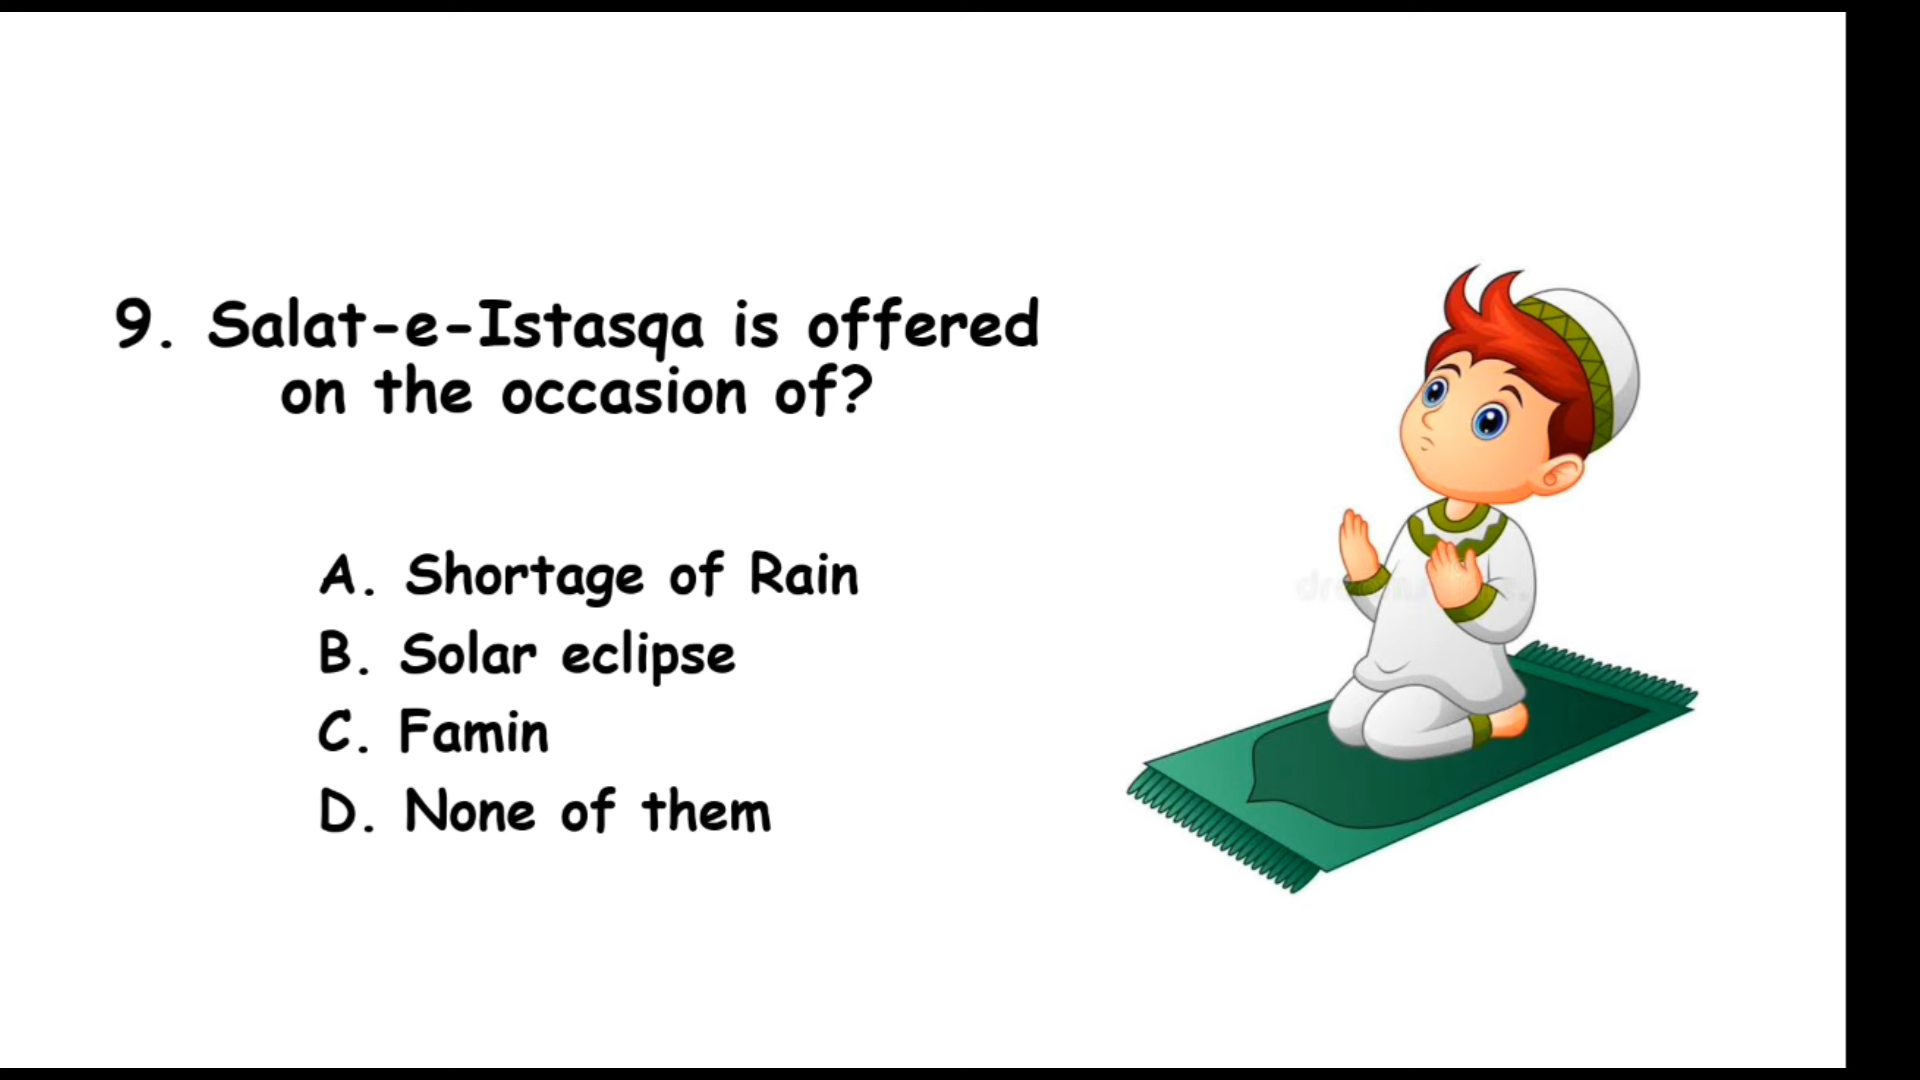 9. Salat-e-Istasqa is offered
on the occasion of?
A. Shortage of Rain
B. Solar eclipse
C. Famin
D. None of them